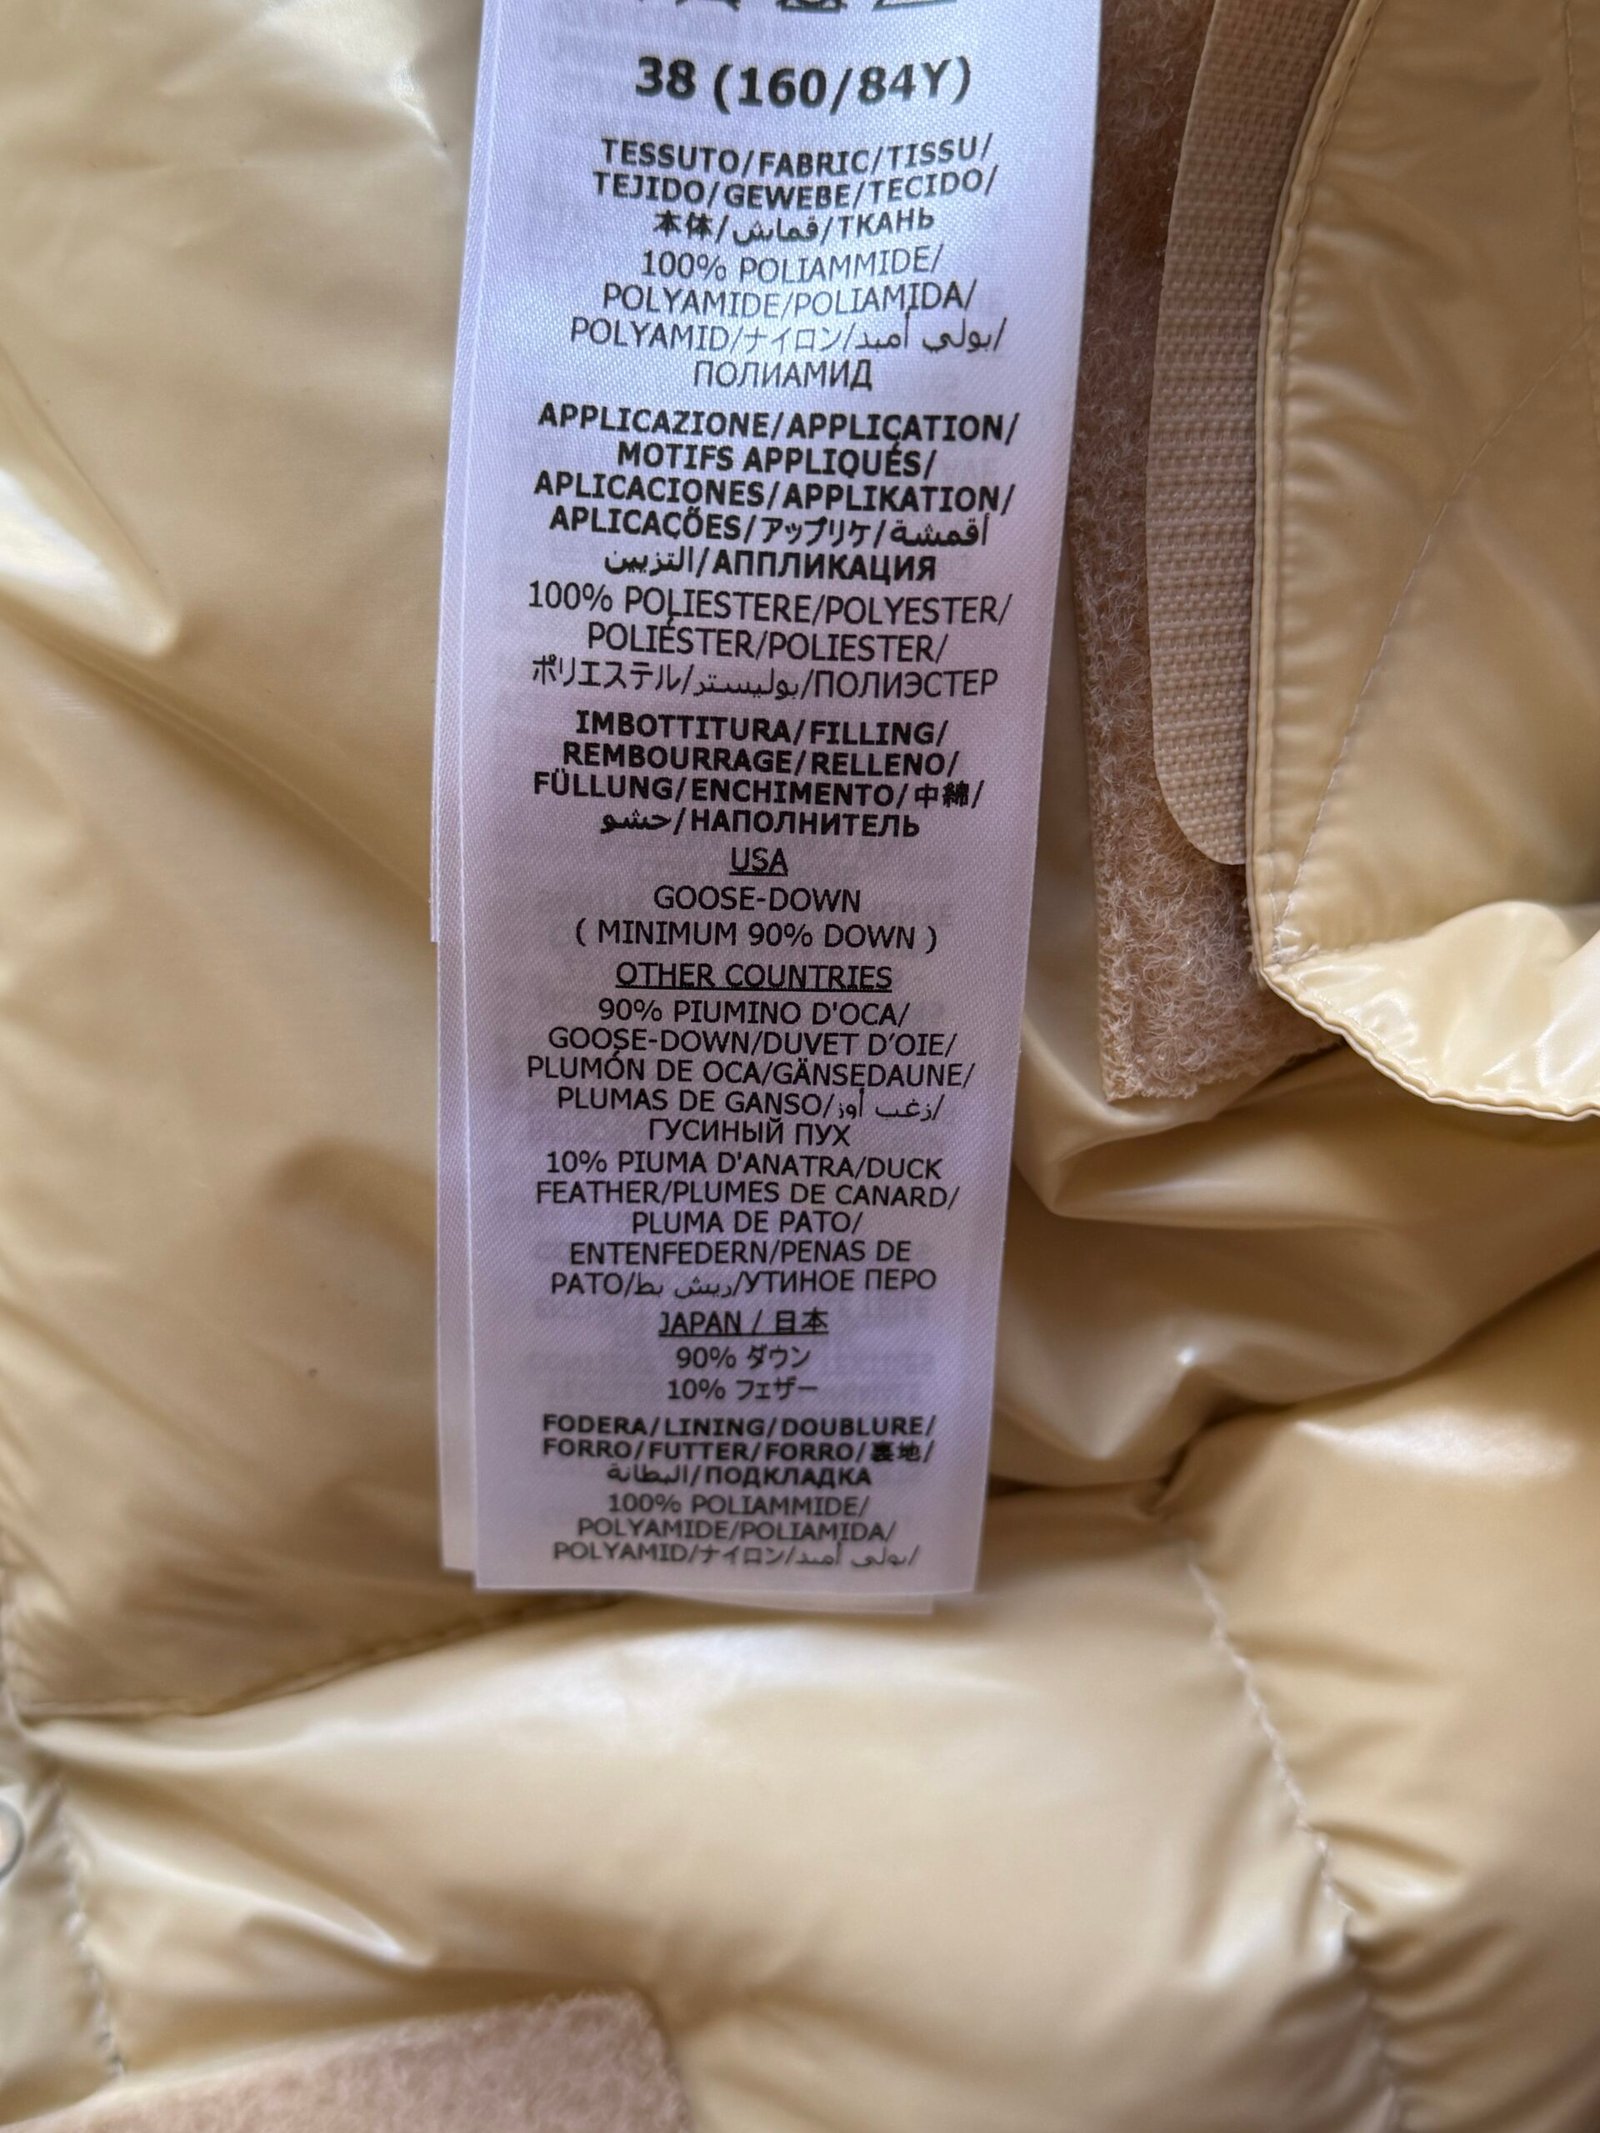 38 (160/84Y)
TESSUTO/FABRIC/TISSU/
TEJIDO/GEWEBE/TECIDO/
本体/قماش/ТКАНЬ
100% POLIAMMIDE/
POLYAMIDE/POLIAMIDA/
POLYAMID/ナイロン/بولي أميد/
ПОЛИАМИД
APPLICAZIONE/APPLICATION/
MOTIFS APPLIQUÉS/
APLICACIONES/APPLIKATION/
APLICAÇÕES/アップリケ/أقمشة
التزيين/АППЛИКАЦИЯ
100% POLIESTERE/POLYESTER/
POLIÉSTER/POLIESTER/
ポリエステル/بوليستر/ПОЛИЭСТЕР
IMBOTTITURA/FILLING/
REMBOURRAGE/RELLENO/
FÜLLUNG/ENCHIMENTO/中綿/
حشو/НАПОЛНИТЕЛЬ
USA
GOOSE-DOWN
( MINIMUM 90% DOWN )
OTHER COUNTRIES
90% PIUMINO D'OCA/
GOOSE-DOWN/DUVET D'OIE/
PLUMÓN DE OCA/GÄNSEDAUNE/
PLUMAS DE GANSO/زغب أوز/
ГУСИНЫЙ ПУХ
10% PIUMA D'ANATRA/DUCK
FEATHER/PLUMES DE CANARD/
PLUMA DE PATO/
ENTENFEDERN/PENAS DE
PATO/ريش بط/УТИНОЕ ПЕРО
JAPAN / 日本
90% ダウン
10% フェザー
FODERA/LINING/DOUBLURE/
FORRO/FUTTER/FORRO/裏地/
البطانة/ПОДКЛАДКА
100% POLIAMMIDE/
POLYAMIDE/POLIAMIDA/
POLYAMID/ナイロン/بولي أميد/